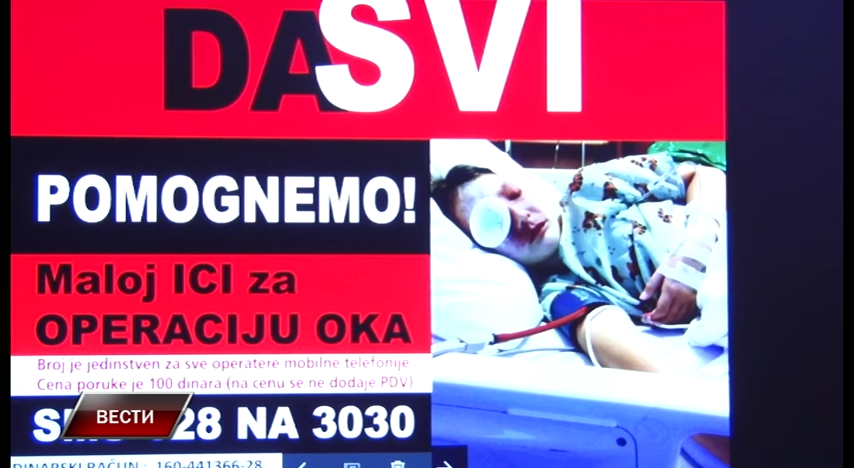 DA SVI
POMOGNEMO!
Maloj ICI za
OPERACIJU OKA
Broj je jedinstven za sve operatere mobilne telefonije
Cena poruke je 100 dinara (na cenu se ne dodaje PDV)
28 NA 3030
ВЕСТИ
DINARSKI RAČUN : 160-441366-28